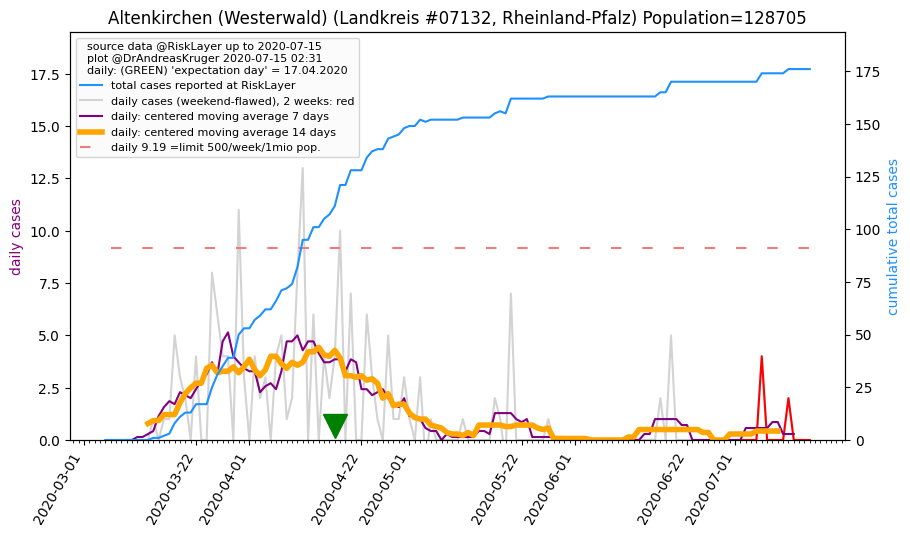 Altenkirchen (Westerwald) (Landkreis #07132, Rheinland-Pfalz) Population=128705
source data @RiskLayer up to 2020-07-15
plot @DrAndreasKruger 2020-07-15 02:31
daily: (GREEN) 'expectation day' = 17.04.2020
total cases reported at RiskLayer
daily cases (weekend-flawed), 2 weeks: red
daily: centered moving average 7 days
daily: centered moving average 14 days
daily 9.19 =limit 500/week/1mio pop.
daily cases
17.5
15.0
12.5
10.0
7.5
5.0
2.5
0.0
cumulative total cases
175
150
125
100
75
50
25
0
2020-03-01
2020-03-22
2020-04-01
2020-04-22
2020-05-01
2020-05-22
2020-06-01
2020-06-22
2020-07-01